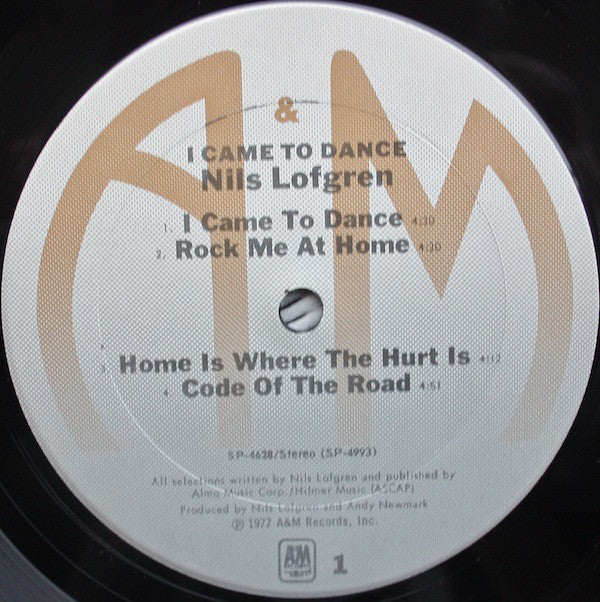 A & M
I CAME TO DANCE
Nils Lofgren
1. I Came To Dance 4:30
2. Rock Me At Home 4:20
3. Home Is Where The Hurt Is 4:12
4. Code Of The Road 4:51
SP-4628/Stereo (SP-4993)
All selections written by Nils Lofgren and published by
Almo Music Corp./Hilmer Music (ASCAP)
Produced by Nils Lofgren and Andy Newmark
℗ 1977 A&M Records, Inc.
A&M
RECORDS
1